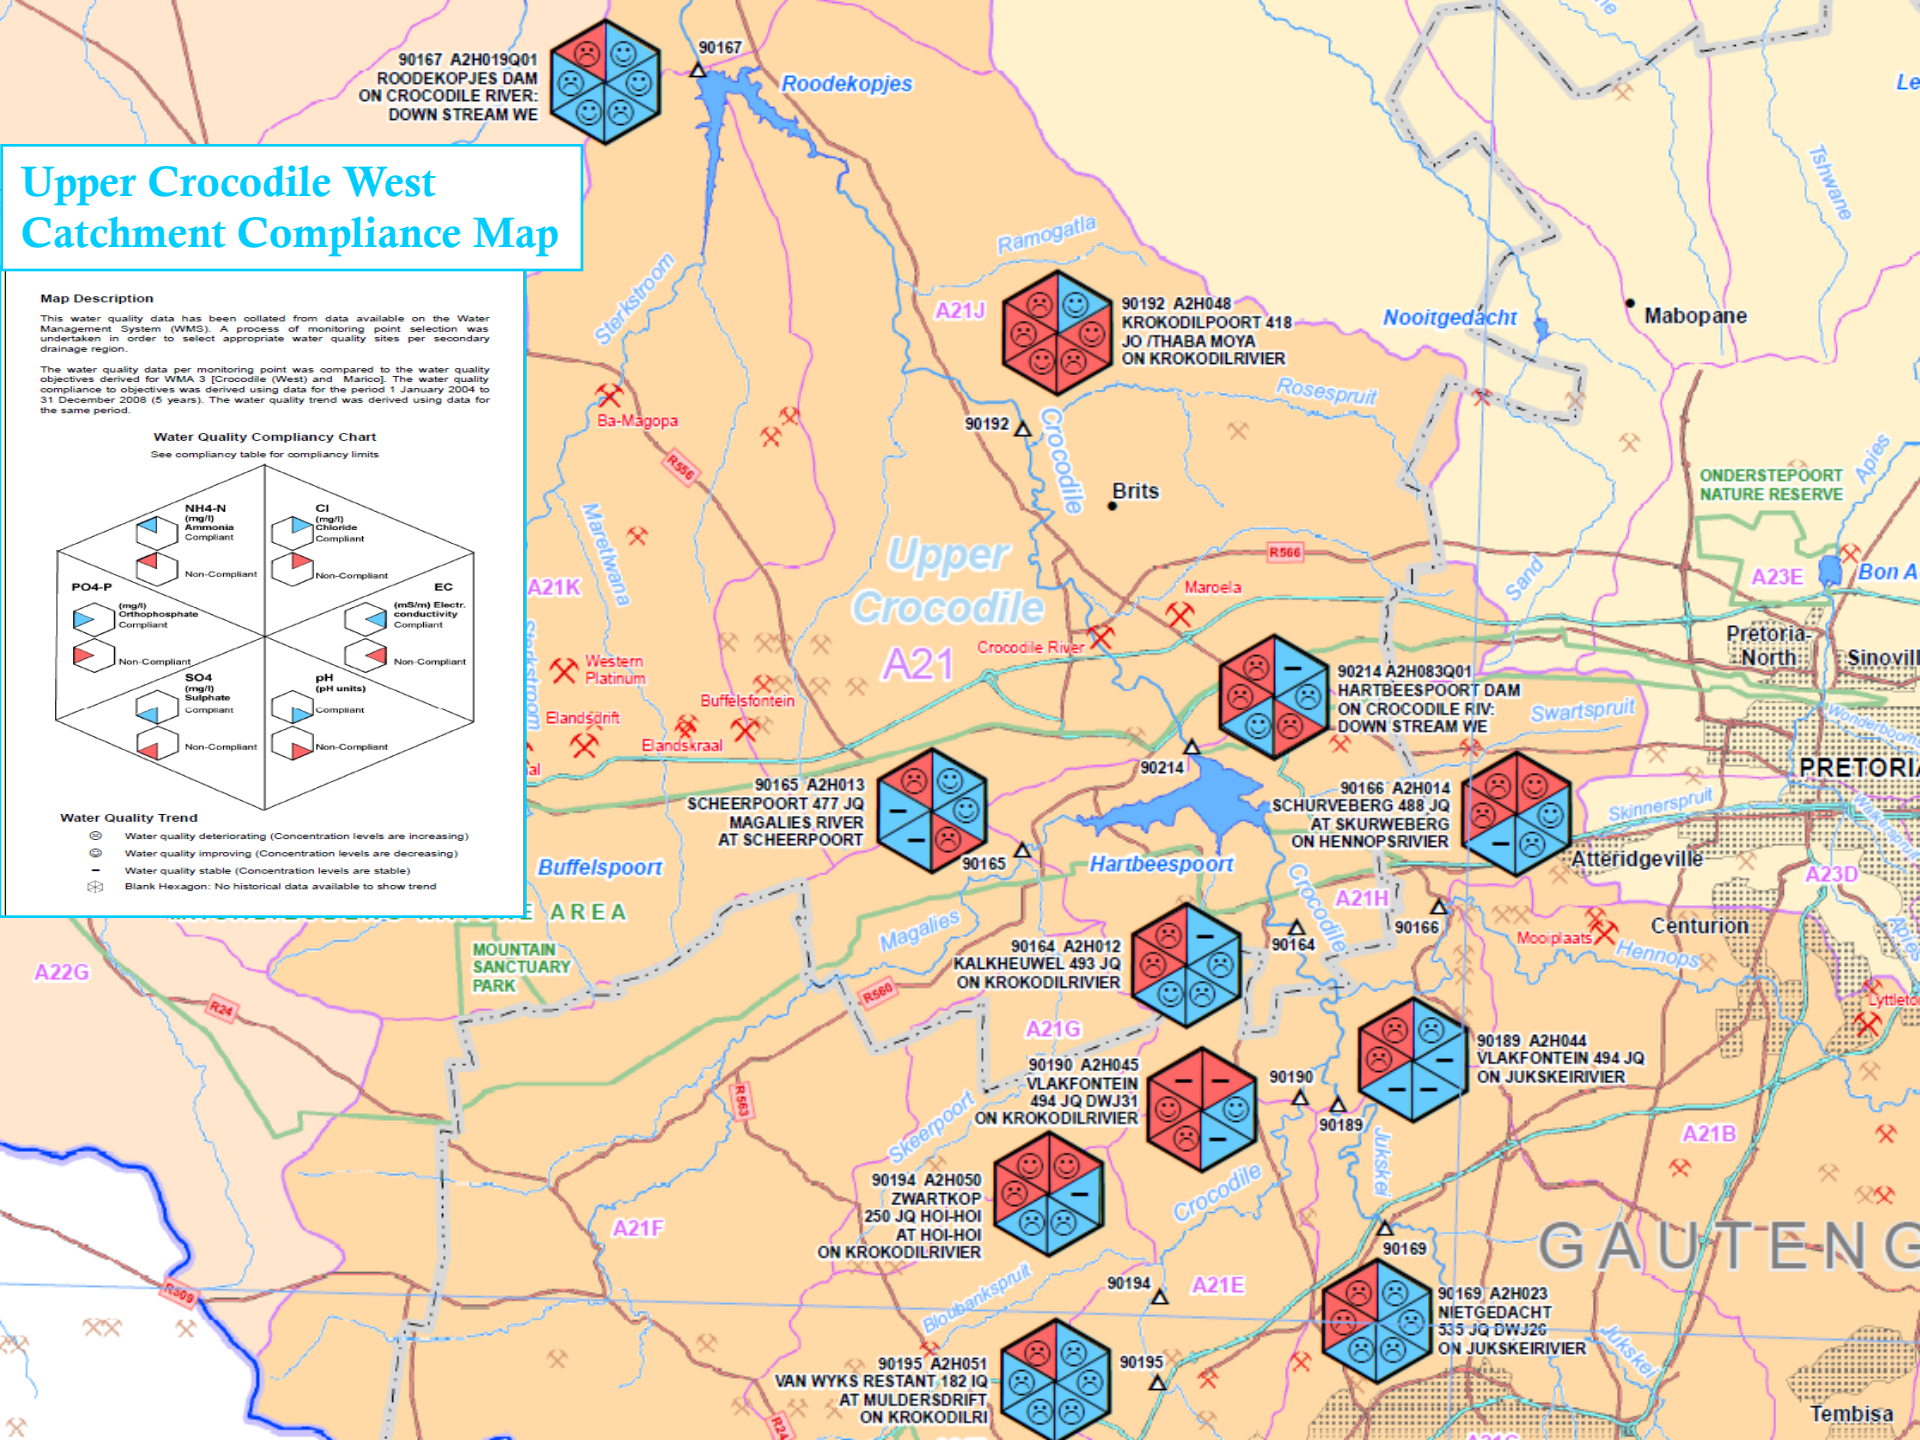 Upper Crocodile West
Catchment Compliance Map
Map Description
This water quality data has been collated from data available on the Water
Management System (WMS). A process of monitoring point selection was
undertaken in order to select appropriate water quality sites per secondary
drainage region.
The water quality data per monitoring point was compared to the water quality
objectives derived for WMA 3 [Crocodile (West) and Marico]. The water quality
compliance to objectives was derived using data for the period 1 January 2004 to
31 December 2008 (5 years). The water quality trend was derived using data for
the same period.
Water Quality Compliancy Chart
See compliancy table for compliancy limits
NH4-N
(mg/l)
Ammonia
Compliant
Non-Compliant
Cl
(mg/l)
Chloride
Compliant
Non-Compliant
PO4-P
(mg/l)
Orthophosphate
Compliant
Non-Compliant
EC
(mS/m) Electr.
conductivity
Compliant
Non-Compliant
SO4
(mg/l)
Sulphate
Compliant
Non-Compliant
pH
(pH units)
Compliant
Non-Compliant
Water Quality Trend
Water quality deteriorating (Concentration levels are increasing)
Water quality improving (Concentration levels are decreasing)
Water quality stable (Concentration levels are stable)
Blank Hexagon: No historical data available to show trend
90167 A2H019Q01
ROODEKOPJES DAM
ON CROCODILE RIVER:
DOWN STREAM WE
90167
Roodekopjes
Le
Tshwane
Ramogatla
Sterkstroom
A21J
90192 A2H048
KROKODILPOORT 418
JO /THABA MOYA
ON KROKODILRIVIER
Nooitgedacht
Mabopane
Rosespruit
Ba-Magopa
90192
Crocodile
R556
Brits
ONDERSTEPOORT
NATURE RESERVE
Apies
Maretlwana
Upper
Crocodile
A21
R566
A21K
Maroela
Sand
A23E
Bon A
Crocodile River
Pretoria-
North
Sinovill
Sterkstroom
Western
Platinum
Buffelsfontein
Elandsdrift
Elandskraal
al
90214 A2H083Q01
HARTBEESPOORT DAM
ON CROCODILE RIV:
DOWN STREAM WE
Swartspruit
Wonderboom
90214
PRETORIA
90165 A2H013
SCHEERPOORT 477 JQ
MAGALIES RIVER
AT SCHEERPOORT
90166 A2H014
SCHURVEBERG 488 JQ
AT SKURWEBERG
ON HENNOPSRIVIER
Skinnerspruit
Walkerspruit
90165
Buffelspoort
Hartbeespoort
Atteridgeville
A23D
Crocodile
A21H
E AREA
MOUNTAIN
SANCTUARY
PARK
Magalies
90164 A2H012
KALKHEUWEL 493 JQ
ON KROKODILRIVIER
90164
90166
Mooiplaats
Centurion
Hennops
Apies
A22G
R24
R560
A21G
Lyttleto
90190 A2H045
VLAKFONTEIN
494 JQ DWJ31
ON KROKODILRIVIER
90190
90189 A2H044
VLAKFONTEIN 494 JQ
ON JUKSKEIRIVIER
90189
R563
Skeerpoort
Jukskei
A21B
90194 A2H050
ZWARTKOP
250 JQ HOI-HOI
AT HOI-HOI
ON KROKODILRIVIER
Crocodile
A21F
90169
GAUTENG
R509
Bloubankspruit
90194
A21E
90169 A2H023
NIETGEDACHT
535 JQ DWJ26
ON JUKSKEIRIVIER
Jukskei
90195 A2H051
VAN WYKS RESTANT 182 IQ
AT MULDERSDRIFT
ON KROKODILRI
90195
R24
Tembisa